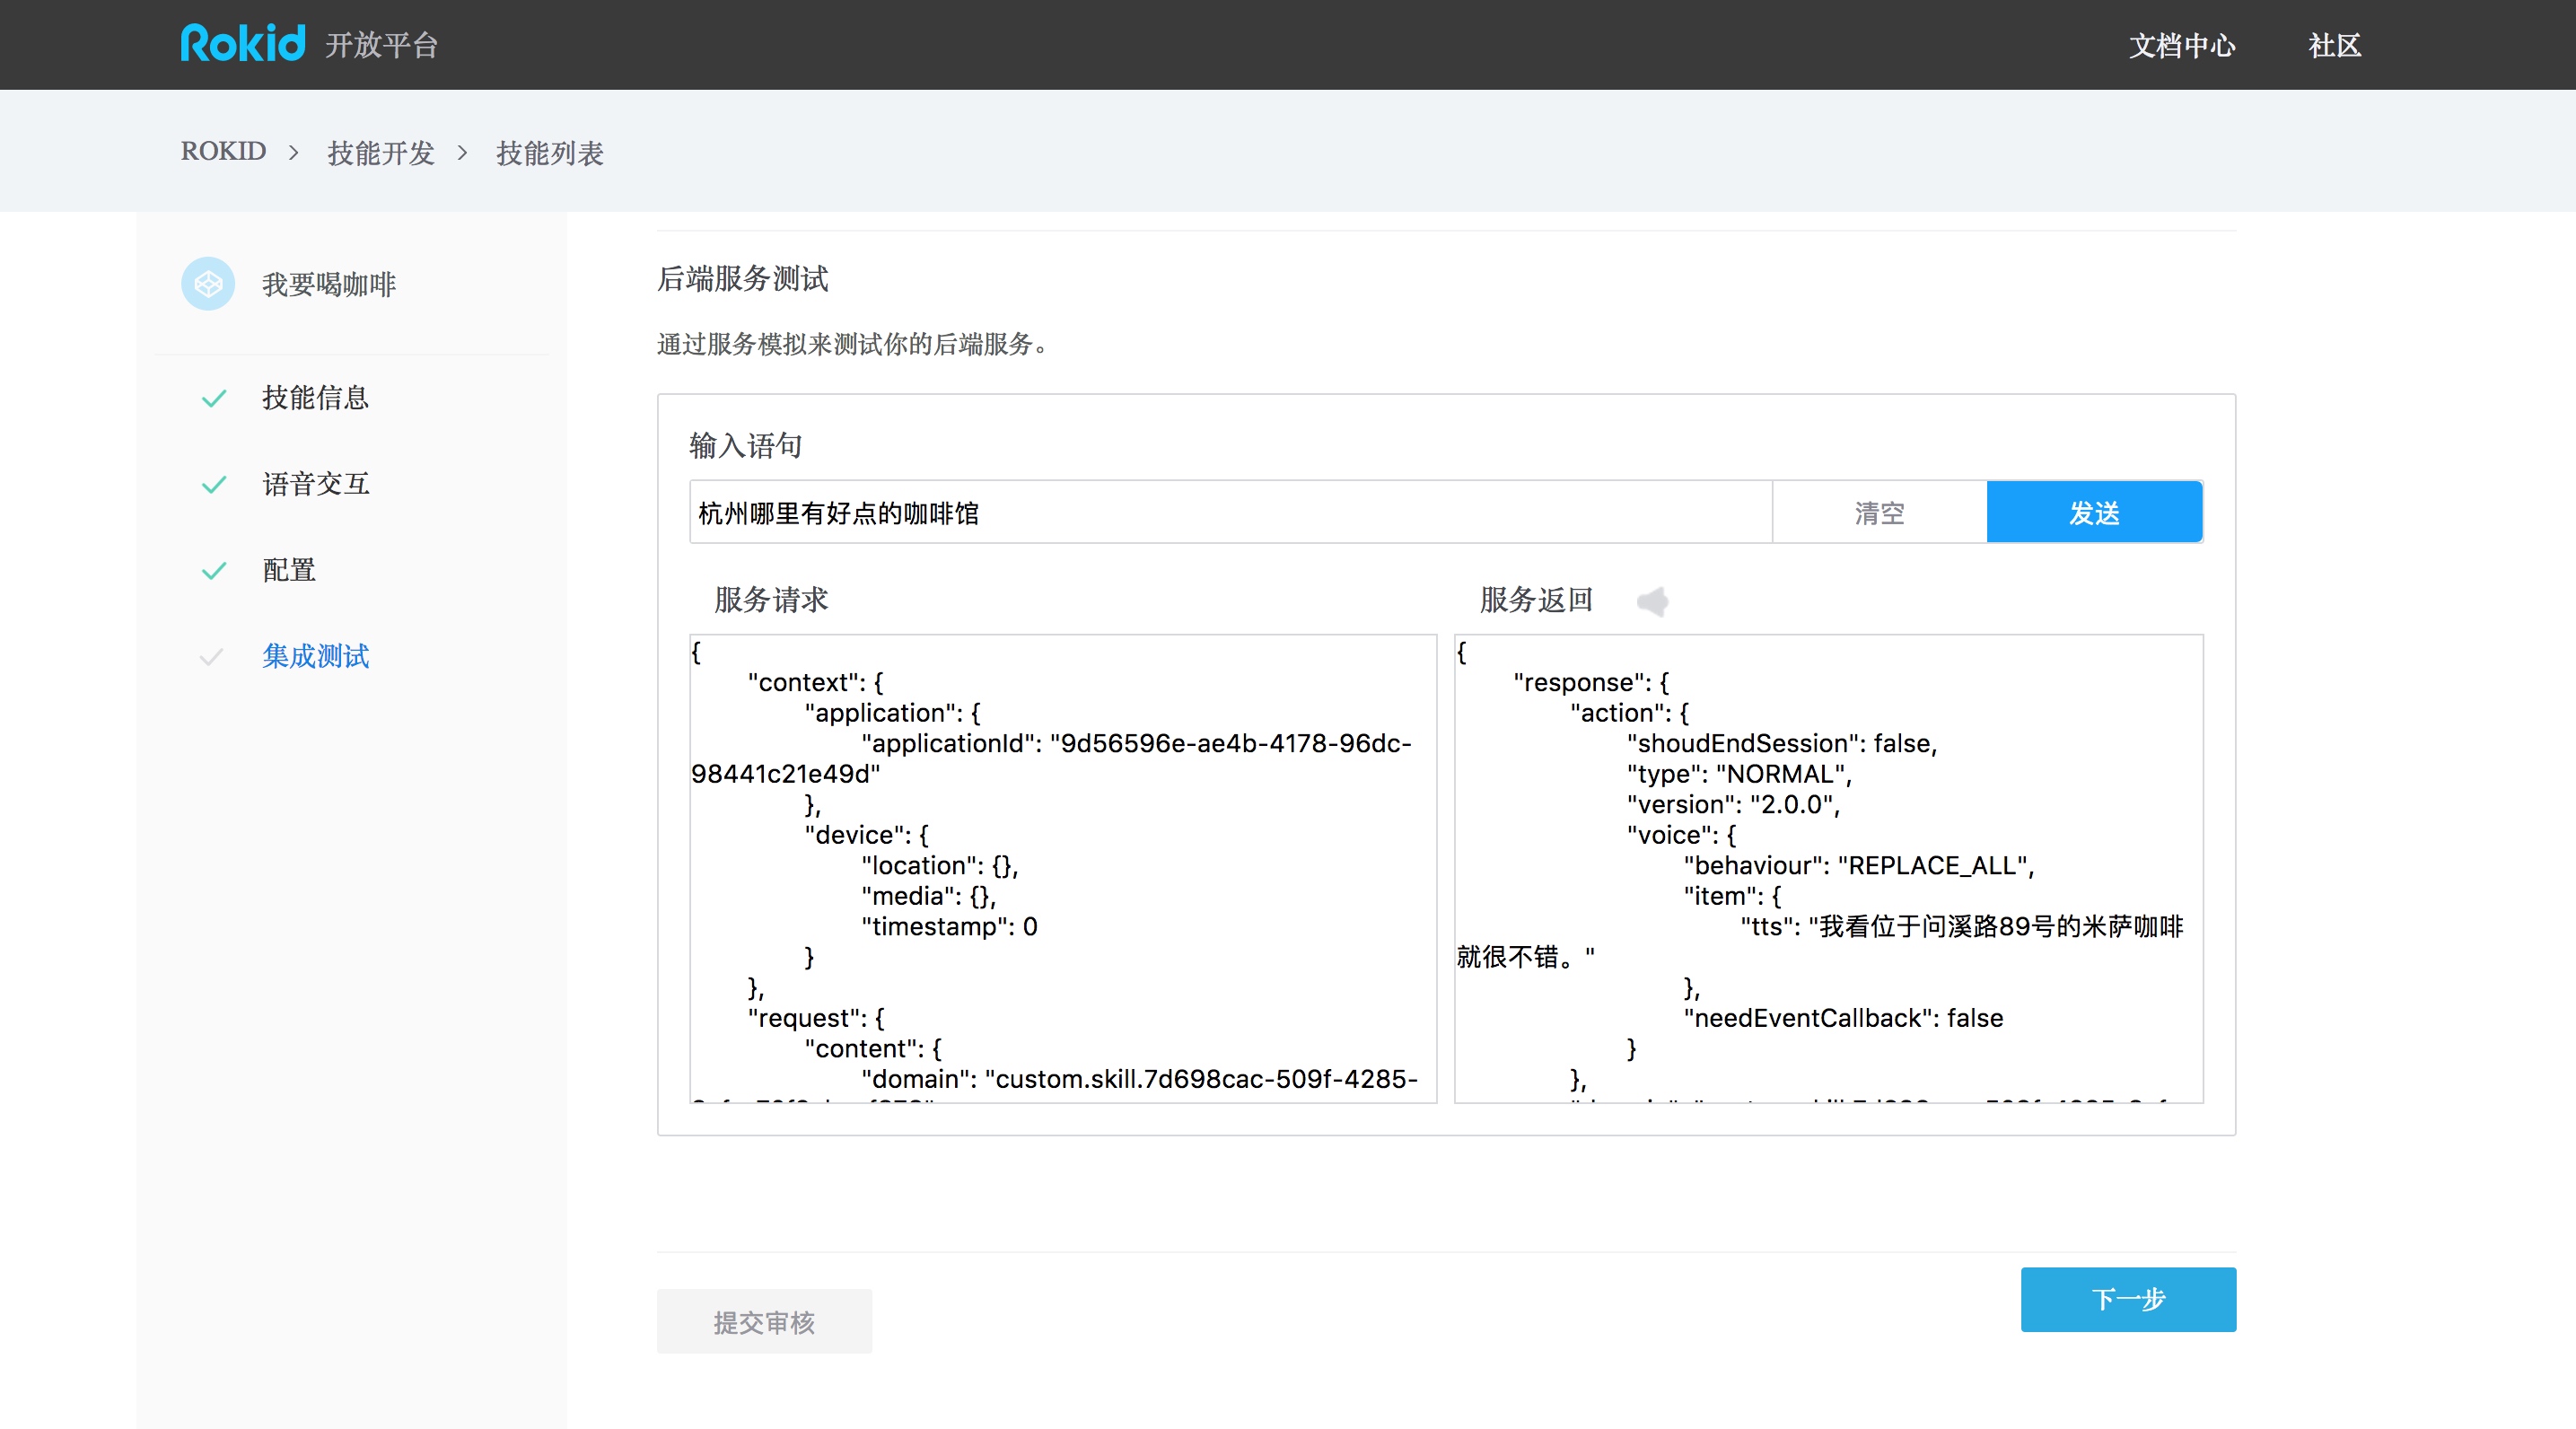 Rokid 开放平台
文档中心
社区
ROKID > 技能开发 > 技能列表
我要喝咖啡
技能信息
语音交互
配置
集成测试
后端服务测试
通过服务模拟来测试你的后端服务。
输入语句
杭州哪里有好点的咖啡馆
清空
发送
服务请求
{
"context": {
"application": {
"applicationId": "9d56596e-ae4b-4178-96dc-
98441c21e49d"
},
"device": {
"location": {},
"media": {},
"timestamp": 0
}
},
"request": {
"content": {
"domain": "custom.skill.7d698cac-509f-4285-
服务返回
{
"response": {
"action": {
"shoudEndSession": false,
"type": "NORMAL",
"version": "2.0.0",
"voice": {
"behaviour": "REPLACE_ALL",
"item": {
"tts": "我看位于问溪路89号的米萨咖啡
就很不错。"
},
"needEventCallback": false
}
},
提交审核
下一步